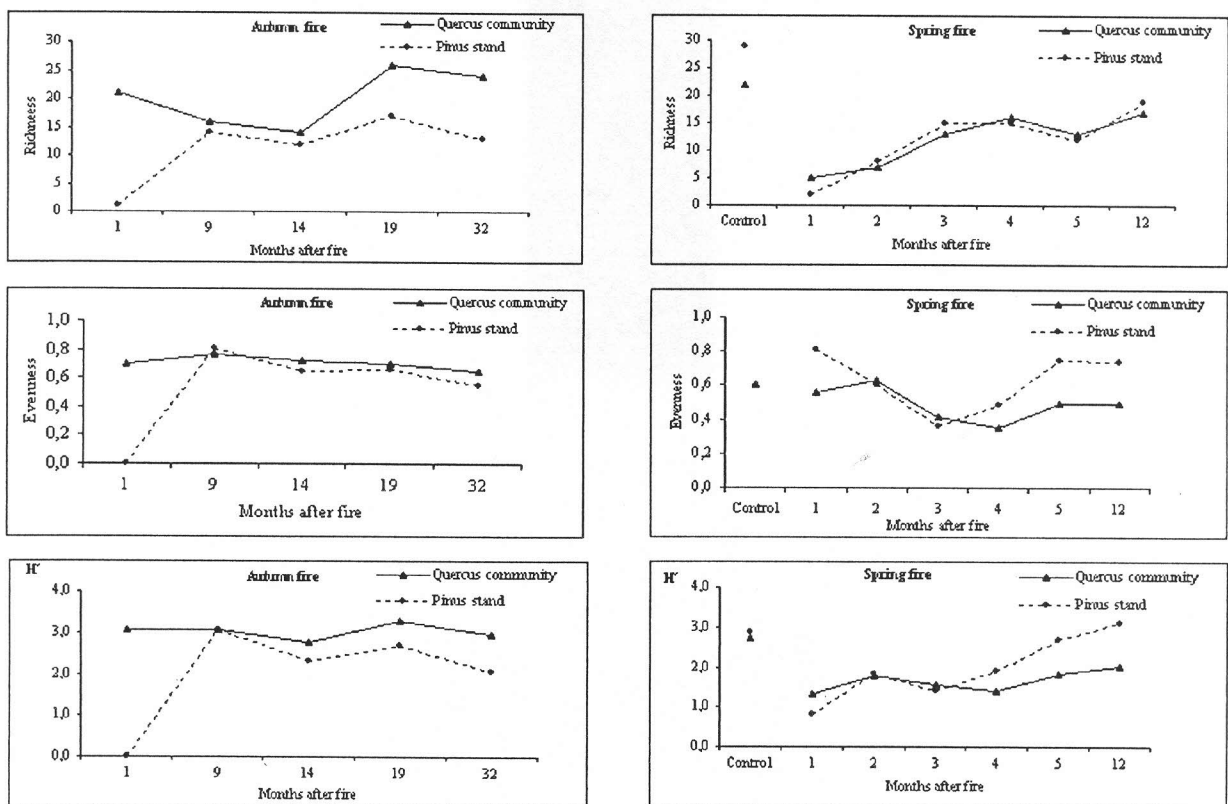 Autumn fire
Quercus community
Pinus stand
Richneess
30
25
20
15
10
5
0
1 9 14 19 32
Months after fire
Spring fire
Quercus community
Pinus stand
Richness
30
25
20
15
10
5
0
Control 1 2 3 4 5 12
Months after fire
Autumn fire
Quercus community
Pinus stand
Evenness
1,0
0,8
0,6
0,4
0,2
0,0
1 9 14 19 32
Months after fire
Spring fire
Quercus community
Pinus stand
Evenness
1,0
0,8
0,6
0,4
0,2
0,0
Control 1 2 3 4 5 12
Months after fire
H'
Autumn fire
Quercus community
Pinus stand
4,0
3,0
2,0
1,0
0,0
1 9 14 19 32
Months after fire
H'
Spring fire
Quercus community
Pinus stand
4,0
3,0
2,0
1,0
0,0
Control 1 2 3 4 5 12
Months after fire